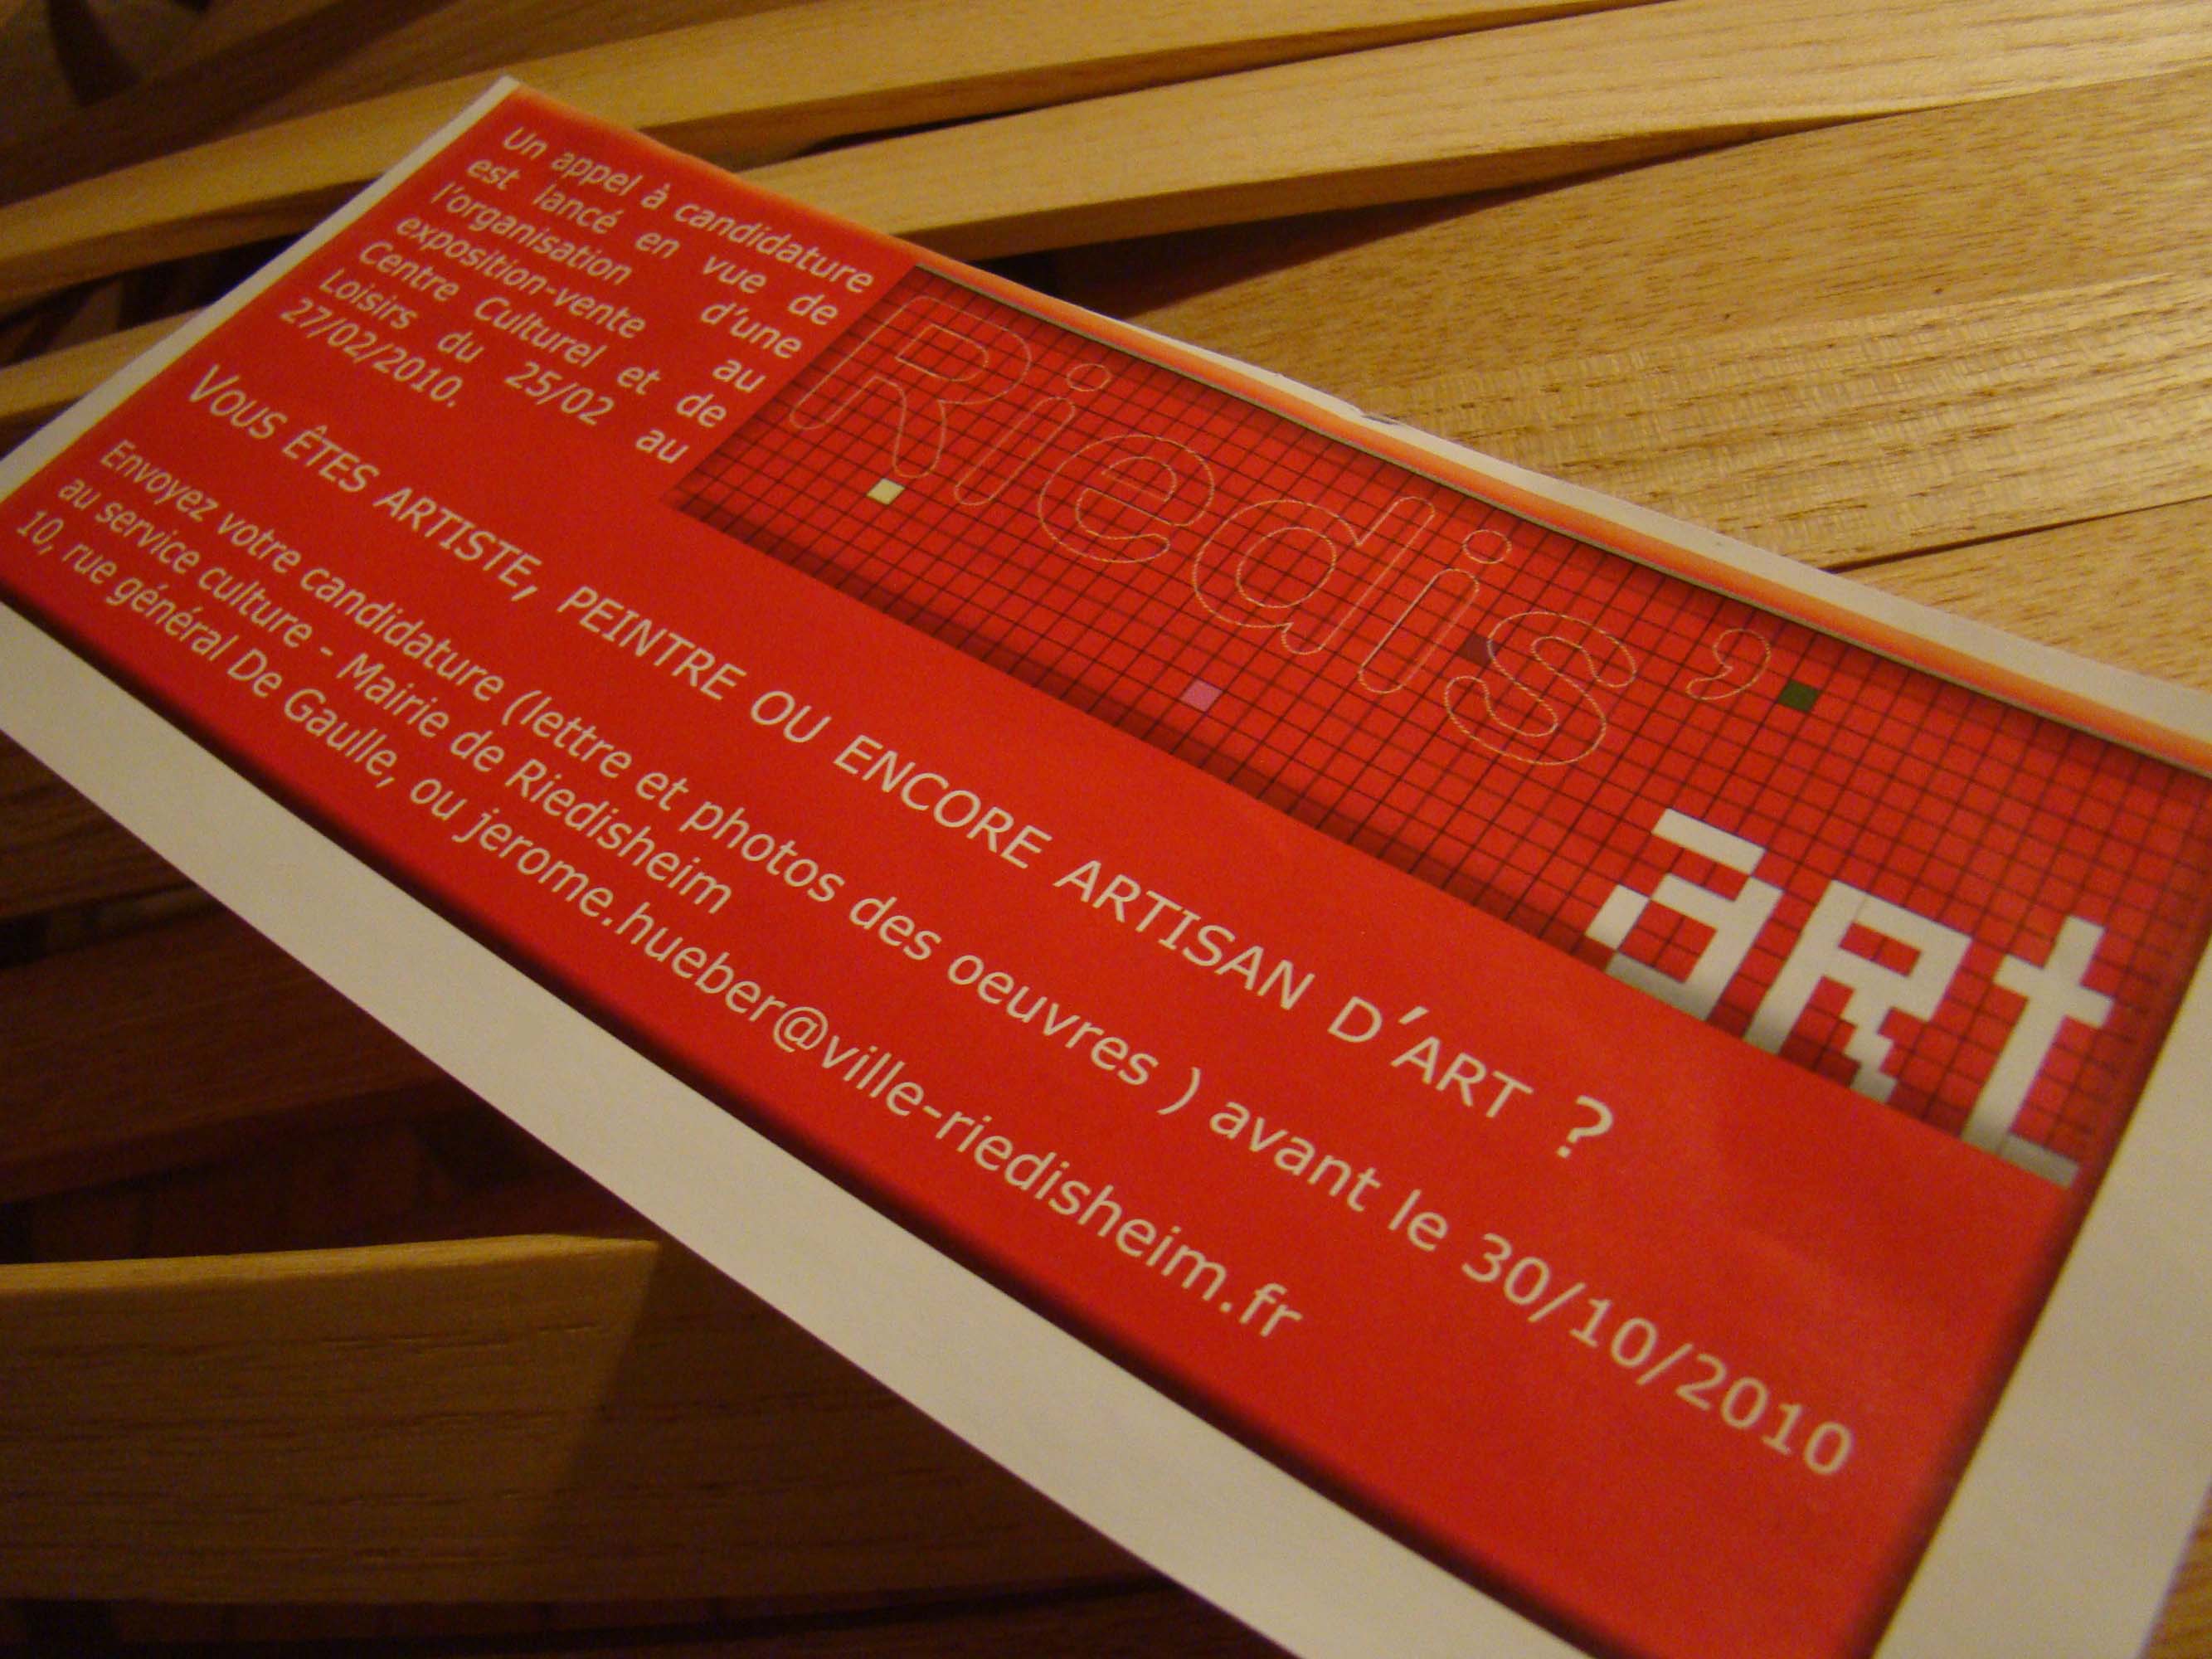 Un appel à candidature
est lancé en vue de
l'organisation d'une
exposition-vente au
Centre Culturel et de
Loisirs du 25/02 au
27/02/2010.
Riedis'
aRt
VOUS ÊTES ARTISTE, PEINTRE OU ENCORE ARTISAN D'ART ?
Envoyez votre candidature (lettre et photos des oeuvres ) avant le 30/10/2010
au service culture - Mairie de Riedisheim
10, rue général De Gaulle, ou jerome.hueber@ville-riedisheim.fr